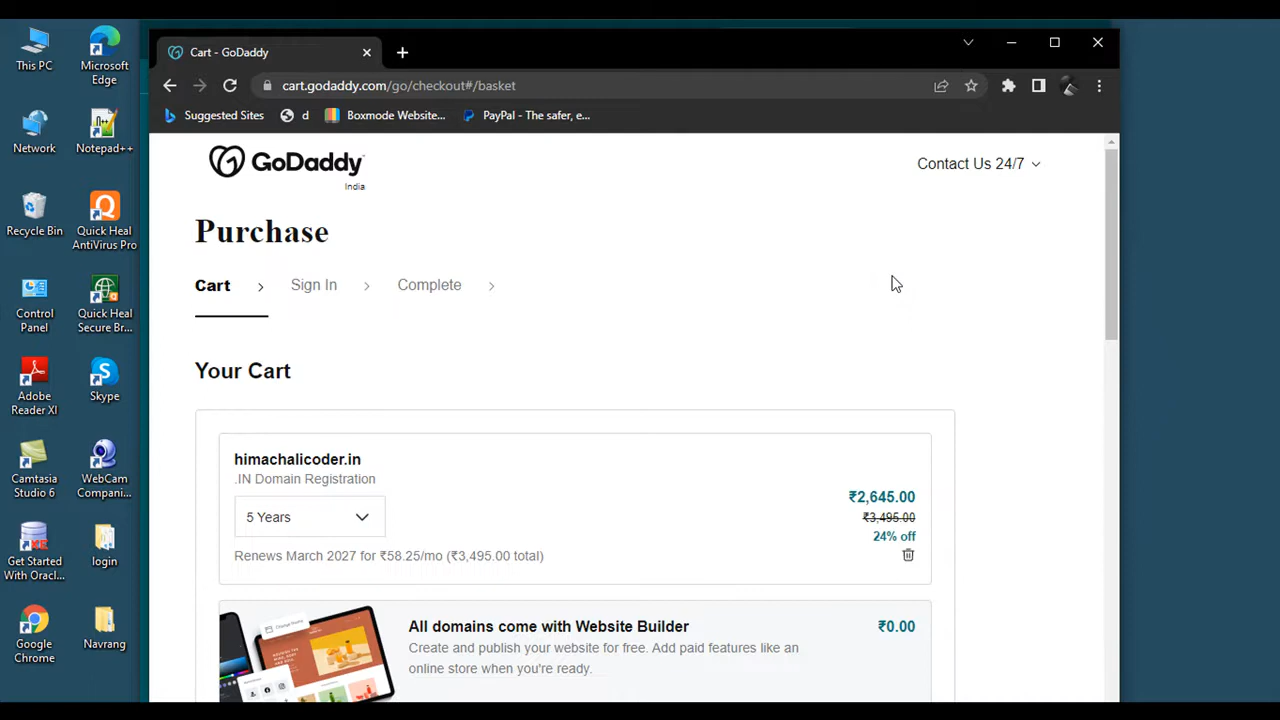 This PC
Microsoft
Edge
Network
Notepad++
Recycle Bin
Quick Heal
AntiVirus Pro
Control
Panel
Quick Heal
Secure Br...
Adobe
Reader XI
Skype
Camtasia
Studio 6
WebCam
Compani...
Get Started
With Oracl...
login
Google
Chrome
Navrang
Cart - GoDaddy
cart.godaddy.com/go/checkout#/basket
Suggested Sites
d
Boxmode Website...
PayPal - The safer, e...
GoDaddy
India
Contact Us 24/7
Purchase
Cart
Sign In
Complete
Your Cart
himachalicoder.in
.IN Domain Registration
5 Years
₹2,645.00
₹3,495.00
24% off
Renews March 2027 for ₹58.25/mo (₹3,495.00 total)
All domains come with Website Builder
₹0.00
Create and publish your website for free. Add paid features like an
online store when you're ready.